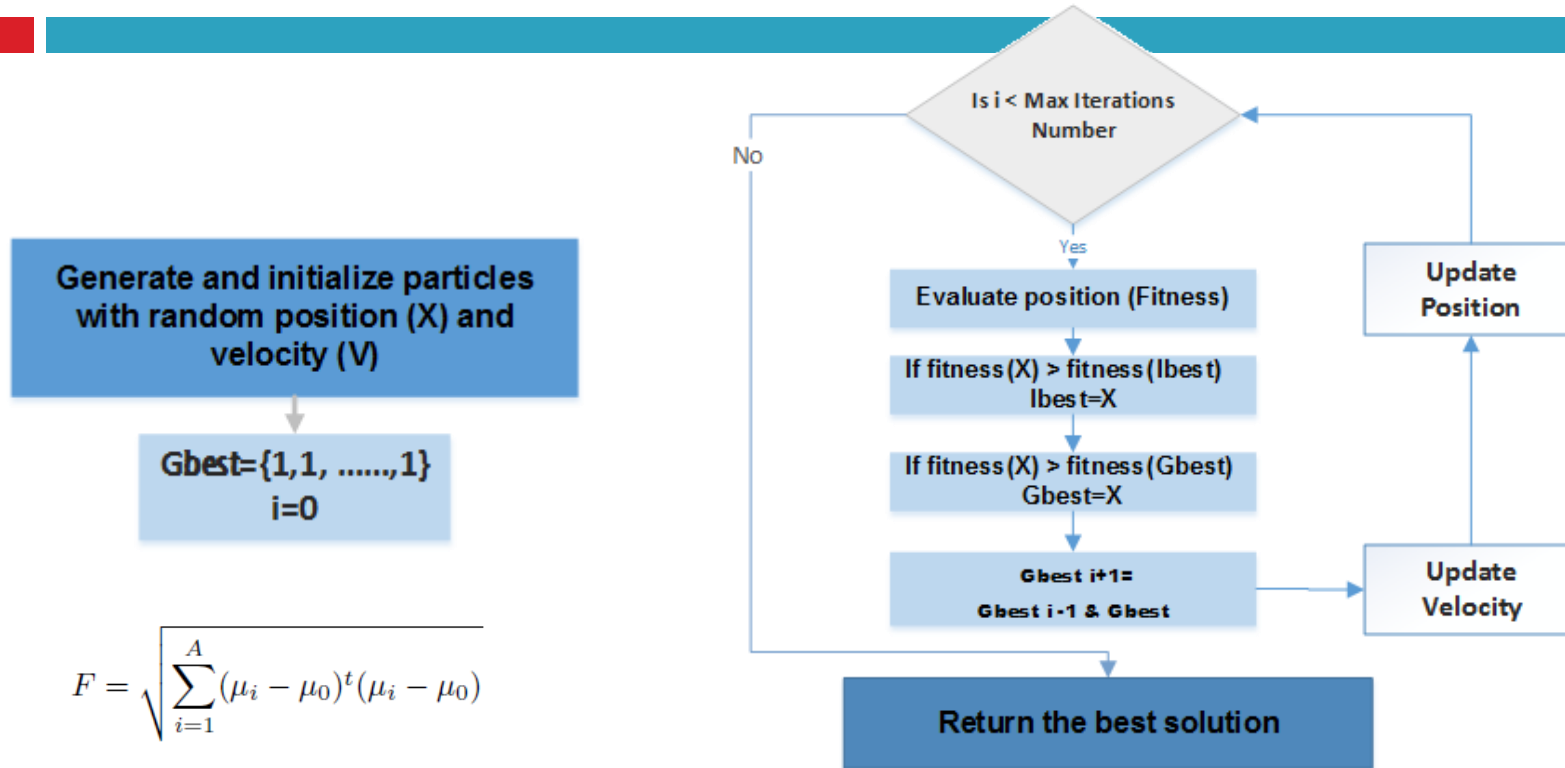 Generate and initialize particles
with random position (X) and
velocity (V)
Gbest={1,1, ......,1}
i=0
F = \sqrt{\sum_{i=1}^{A} (\mu_i - \mu_0)^t (\mu_i - \mu_0)}
Is i < Max Iterations
Number
No
Yes
Evaluate position (Fitness)
If fitness(X) > fitness(Ibest)
Ibest=X
If fitness(X) > fitness(Gbest)
Gbest=X
Gbest i+1=
Gbest i-1 & Gbest
Update
Velocity
Update
Position
Return the best solution